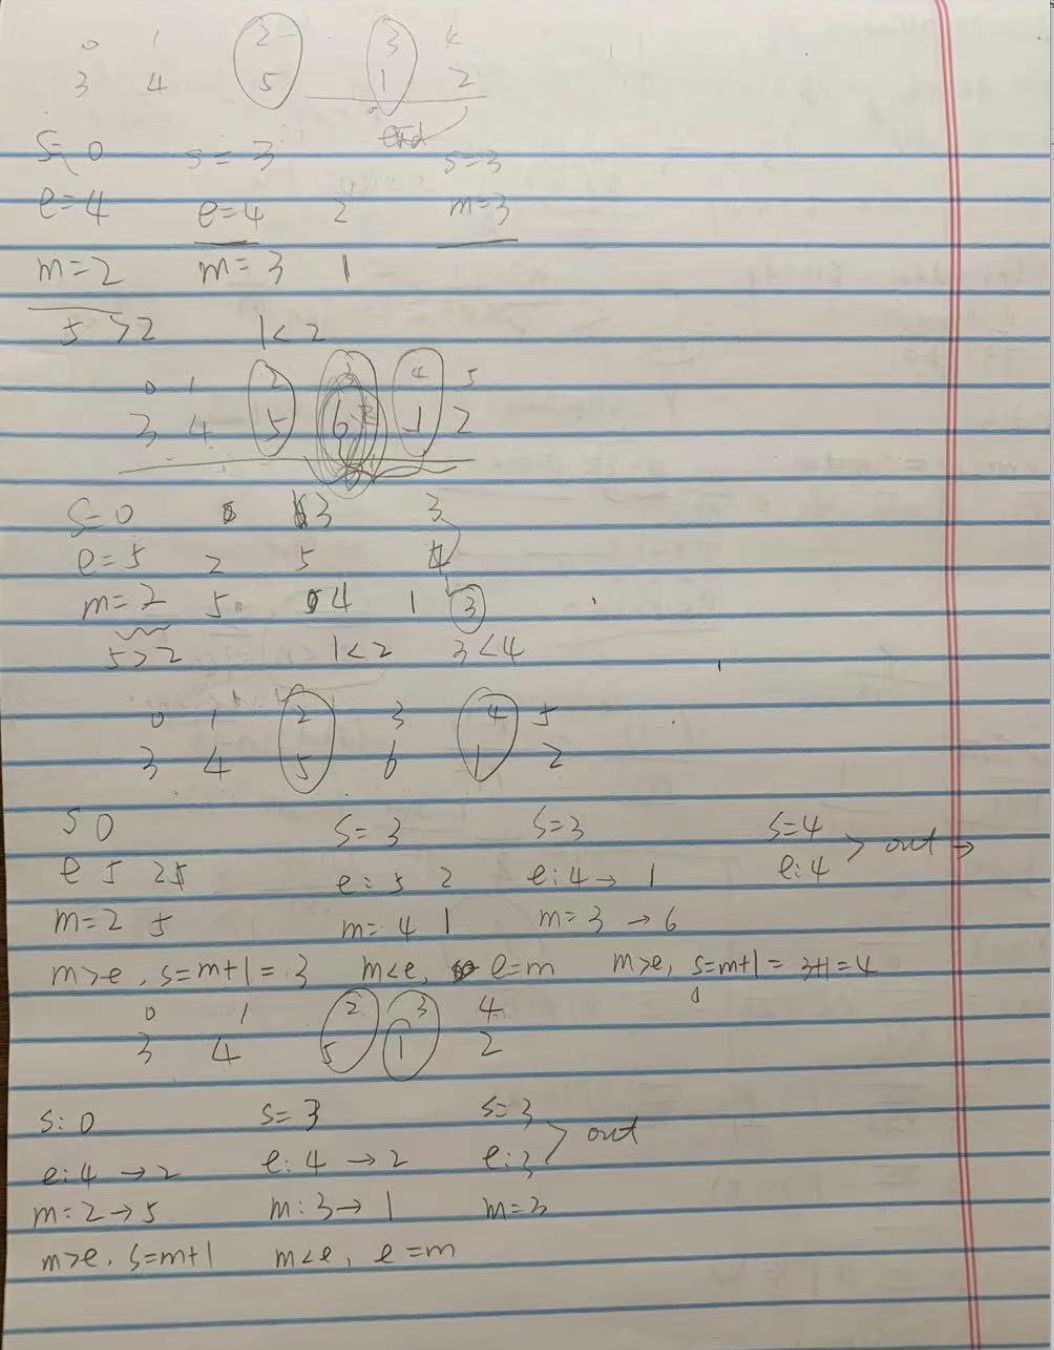 0 1 2 3 4
3 4 5 1 2
end
S= 0 s = 3 s=3
e=4 e=4 2 m=3
m=2 m= 3 1
5 >2 1<2
0 1 2 3 4 5
3 4 5 6 1 2
S= 0 3 3
e= 5 2 5 4
m= 2 5 4 1 3
5>2 1<2 3<4
0 1 2 3 4 5
3 4 5 6 1 2
S 0 S= 3 S=3 S=4
e 5 2 5 e: 5 2 e:4 → 1 e:4 > out →
m=2 5 m: 4 1 m= 3 → 6
m>e, s=m+1= 3 m<e, e=m m>e, s=m+1= 3+1=4
0 1 2 3 4
3 4 5 1 2
s: 0 s= 3 s=3
e:4 → 2 e: 4 → 2 e:3 > out
m: 2 → 5 m: 3 → 1 m=3
m>e. s=m+1 m<e, e =m